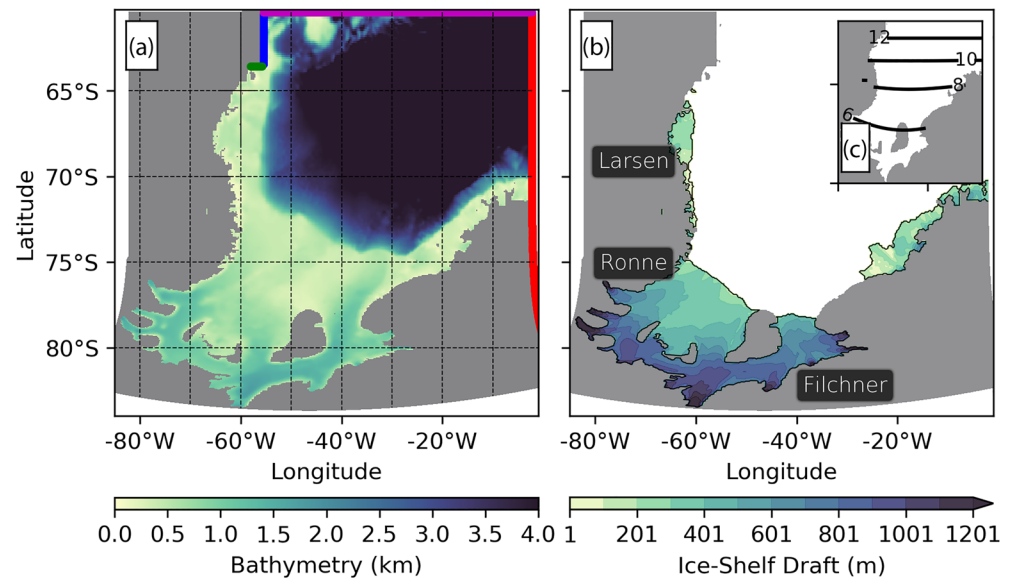 (a)
(b)
12
10
8
6
(c)
Larsen
Ronne
Filchner
65°S
70°S
75°S
80°S
Latitude
-80°W -60°W -40°W -20°W
-80°W -60°W -40°W -20°W
Longitude
Longitude
0.0 0.5 1.0 1.5 2.0 2.5 3.0 3.5 4.0
1 201 401 601 801 1001 1201
Bathymetry (km)
Ice-Shelf Draft (m)